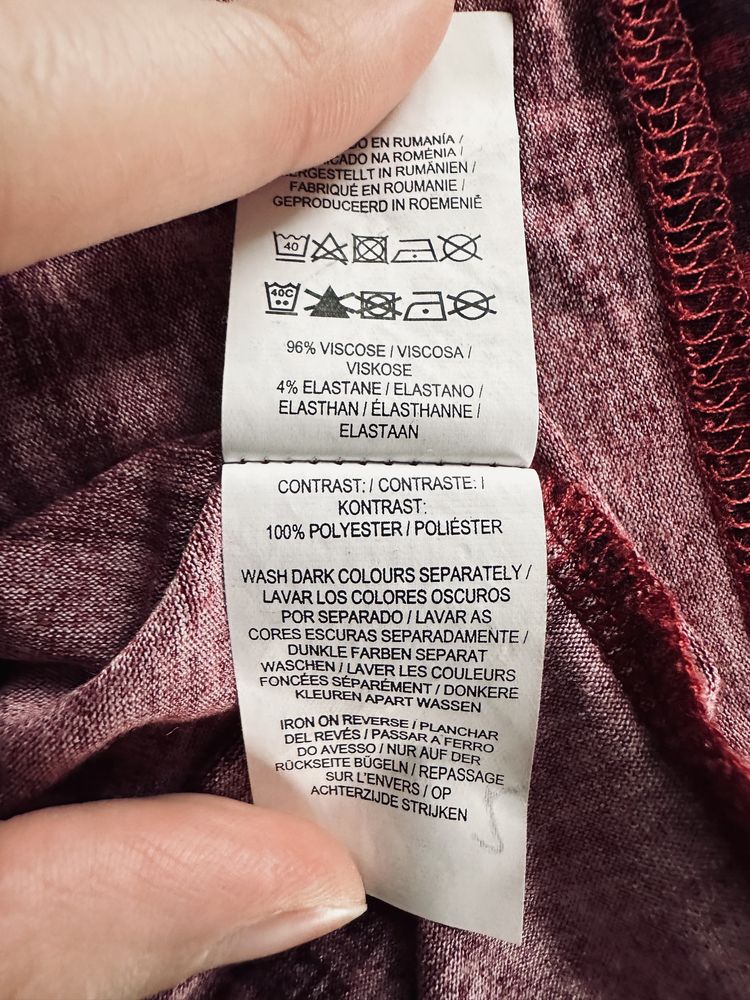 EN RUMANÍA /
NA ROMÉNIA /
IN RUMÄNIEN /
FABRIQUÉ EN ROUMANIE /
GEPRODUCEERD IN ROEMENIË
40
40C
96% VISCOSE / VISCOSA /
VISKOSE
4% ELASTANE / ELASTANO /
ELASTHAN / ÉLASTHANNE /
ELASTAAN
CONTRAST: / CONTRASTE: /
KONTRAST:
100% POLYESTER / POLIÉSTER
WASH DARK COLOURS SEPARATELY /
LAVAR LOS COLORES OSCUROS
POR SEPARADO / LAVAR AS
CORES ESCURAS SEPARADAMENTE /
DUNKLE FARBEN SEPARAT
WASCHEN / LAVER LES COULEURS
FONCÉES SÉPARÉMENT / DONKERE
KLEUREN APART WASSEN
IRON ON REVERSE / PLANCHAR
DEL REVÉS / PASSAR A FERRO
DO AVESSO / NUR AUF DER
RÜCKSEITE BÜGELN / REPASSAGE
SUR L'ENVERS / OP
ACHTERZIJDE STRIJKEN